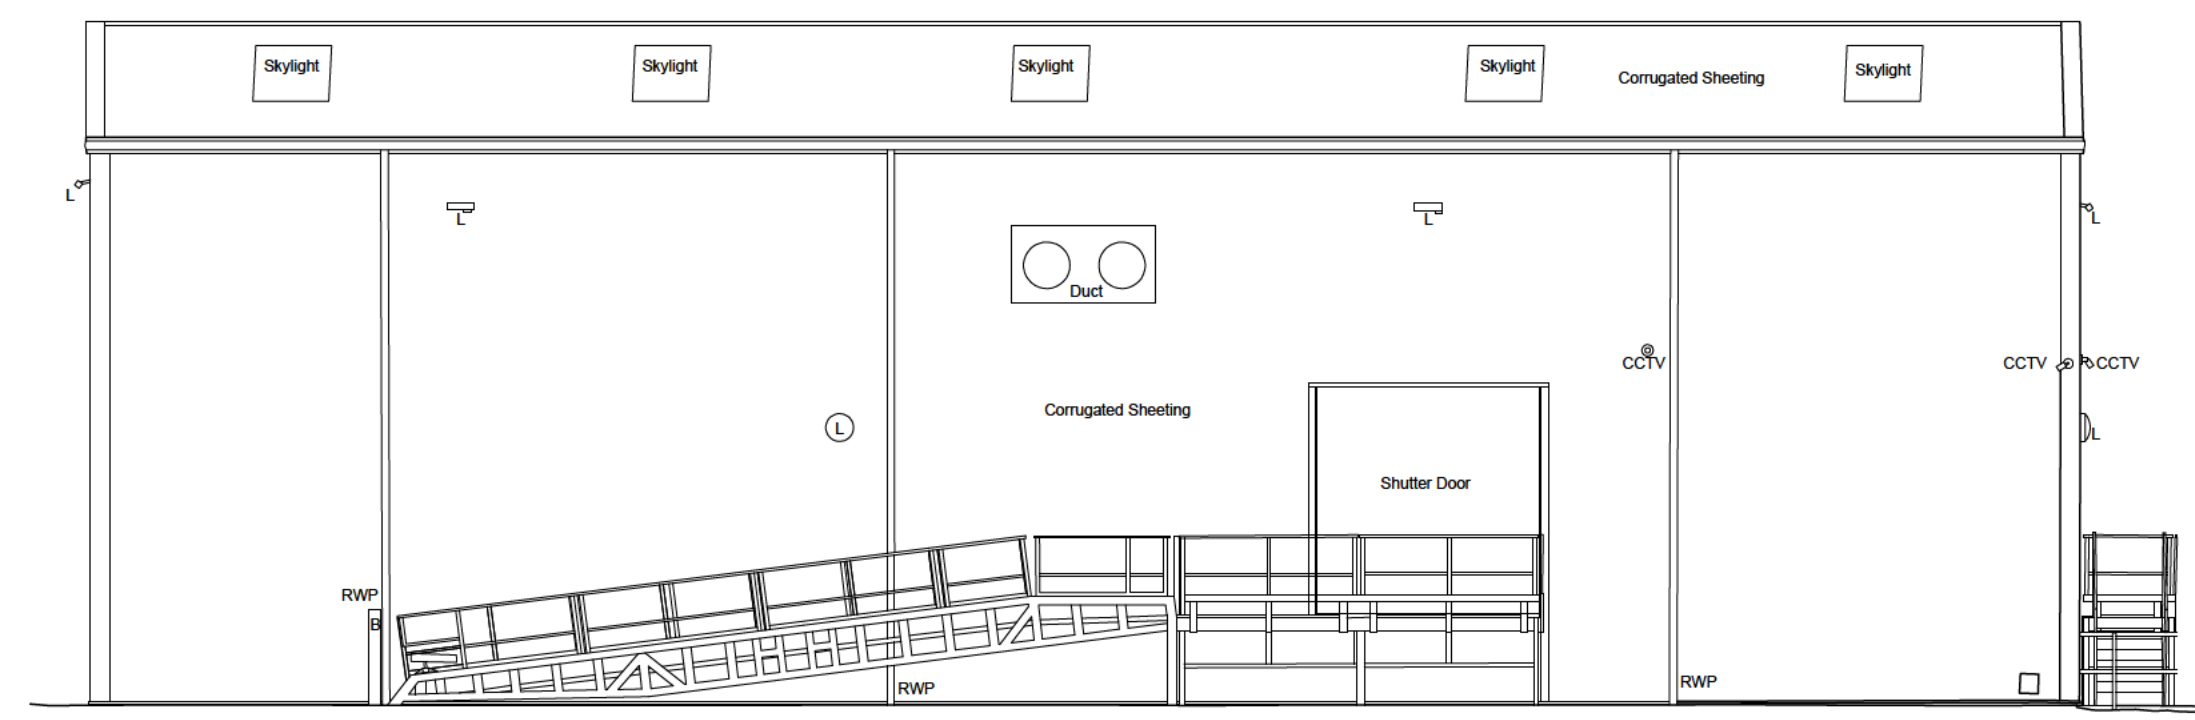 Skylight
Skylight
Skylight
Skylight
Skylight
Corrugated Sheeting
L
L
L
L
Duct
CCTV
CCTV
CCTV
Corrugated Sheeting
L
L
Shutter Door
RWP
B
RWP
RWP